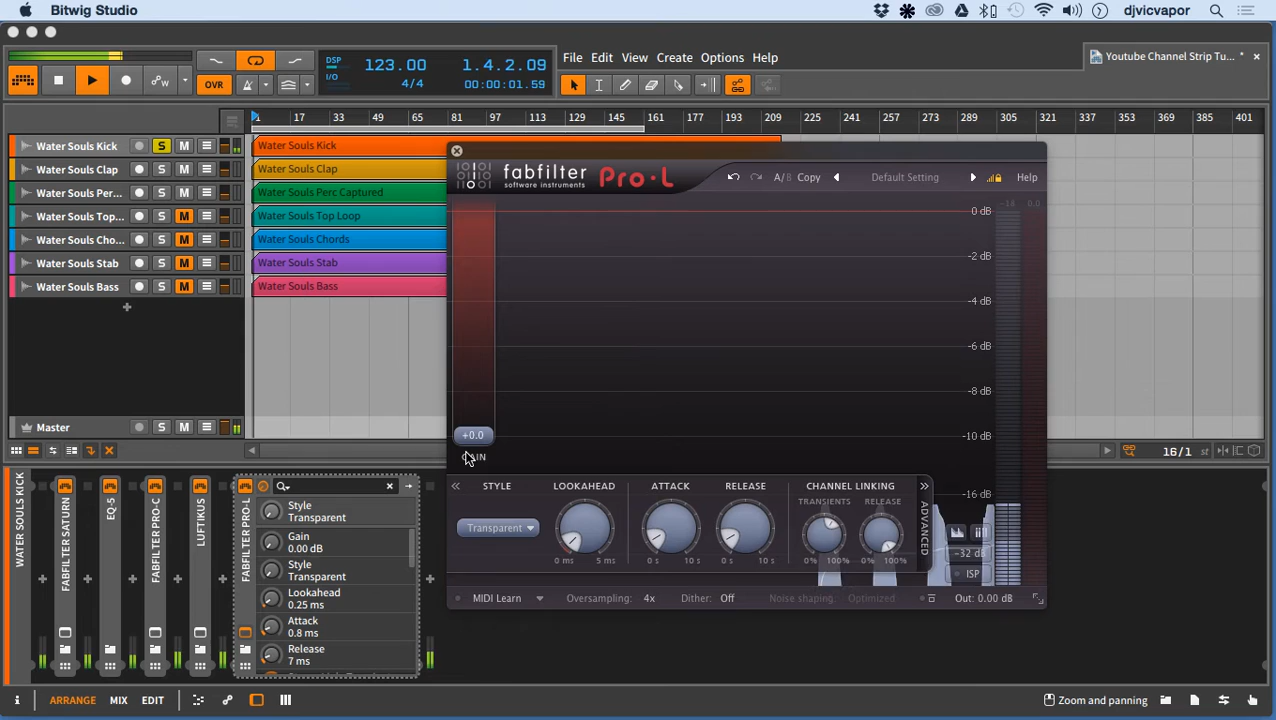 Bitwig Studio
djvicvapor
OVR
DSP
I/O
123.00
4/4
1.4.2.09
00:00:01.59
File Edit View Create Options Help
Youtube Channel Strip Tu... *
1 17 33 49 65 81 97 113 129 145 161 177 193 209 225 241 257 273 289 305 321 337 353 369 385 401
Water Souls Kick S M
Water Souls Kick
Water Souls Clap S M
Water Souls Clap
Water Souls Perc... S M
Water Souls Perc Captured
Water Souls Top... S M
Water Souls Top Loop
Water Souls Cho... S M
Water Souls Chords
Water Souls Stab S M
Water Souls Stab
Water Souls Bass S M
Water Souls Bass
Master S M
16/1 st
fabfilter
software instruments
Pro·L
A/B Copy
Default Setting
Help
-18 0.0
0 dB
-2 dB
-4 dB
-6 dB
-8 dB
-10 dB
-16 dB
-32 dB
ISP
+0.0
STYLE
Transparent
LOOKAHEAD
0 ms 5 ms
ATTACK
0 s 10 s
RELEASE
0 s 10 s
CHANNEL LINKING
TRANSIENTS RELEASE
0% 100% 0% 100%
ADVANCED
MIDI Learn
Oversampling: 4x
Dither: Off
Noise shaping: Optimized
Out: 0.00 dB
WATER SOULS KICK
FABFILTER SATURN
EQ-5
FABFILTER PRO-C
LUFTIKUS
FABFILTER PRO-L
Style
Transparent
Gain
0.00 dB
Style
Transparent
Lookahead
0.25 ms
Attack
0.8 ms
Release
7 ms
i ARRANGE MIX EDIT
Zoom and panning